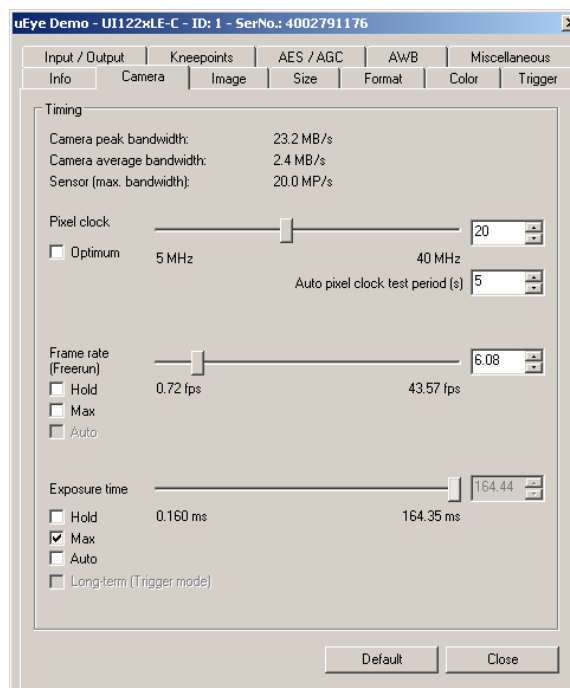 uEye Demo - UI122xLE-C - ID: 1 - SerNo.: 4002791176
Input / Output Kneepoints AES / AGC AWB Miscellaneous
Info Camera Image Size Format Color Trigger
Timing
Camera peak bandwidth: 23.2 MB/s
Camera average bandwidth: 2.4 MB/s
Sensor (max. bandwidth): 20.0 MP/s
Pixel clock 20
Optimum 5 MHz 40 MHz
Auto pixel clock test period (s) 5
Frame rate 6.08
(Freerun)
Hold 0.72 fps 43.57 fps
Max
Auto
Exposure time 164.44
Hold 0.160 ms 164.35 ms
Max
Auto
Long-term (Trigger mode)
Default Close